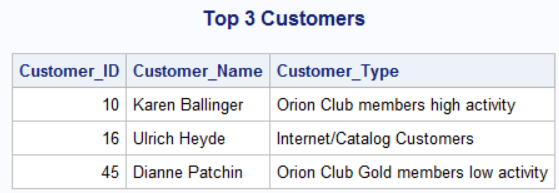 Top 3 Customers
Customer_ID Customer_Name Customer_Type
10 Karen Ballinger Orion Club members high activity
16 Ulrich Heyde Internet/Catalog Customers
45 Dianne Patchin Orion Club Gold members low activity